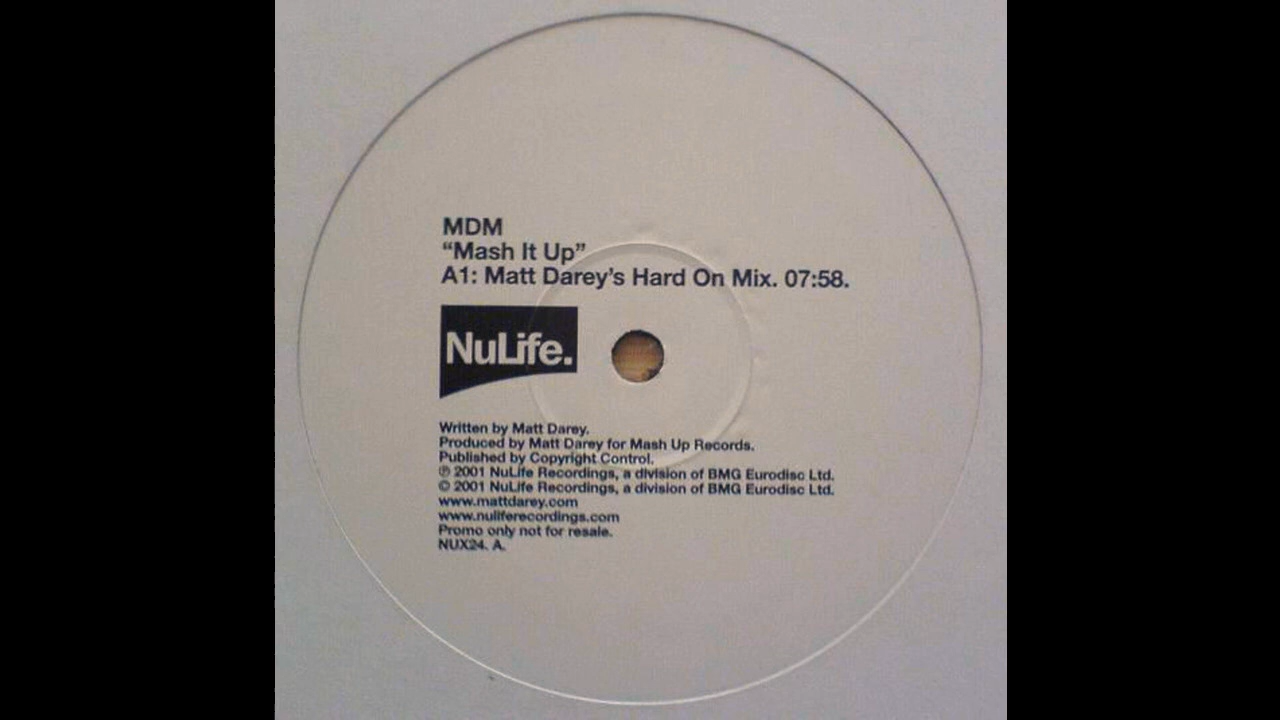 MDM
“Mash It Up”
A1: Matt Darey’s Hard On Mix. 07:58.
NuLife.
Written by Matt Darey.
Produced by Matt Darey for Mash Up Records.
Published by Copyright Control.
℗ 2001 NuLife Recordings, a division of BMG Eurodisc Ltd.
© 2001 NuLife Recordings, a division of BMG Eurodisc Ltd.
www.mattdarey.com
www.nuliferecordings.com
Promo only not for resale.
NUX24. A.